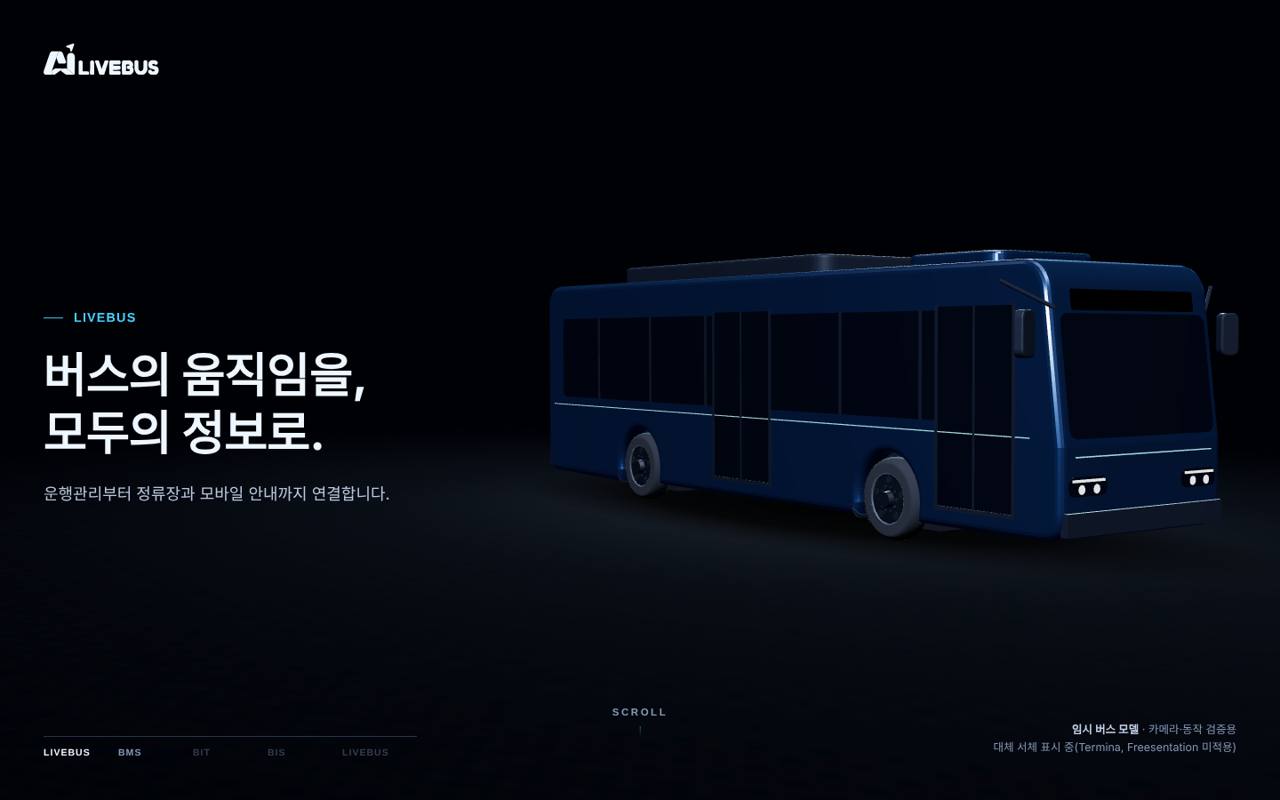 Ai LIVEBUS
LIVEBUS
버스의 움직임을,
모두의 정보로.
운행관리부터 정류장과 모바일 안내까지 연결합니다.
SCROLL
LIVEBUS BMS BIT BIS LIVEBUS
임시 버스 모델 · 카메라·동작 검증용
대체 서체 표시 중(Termina, Freesentation 미적용)